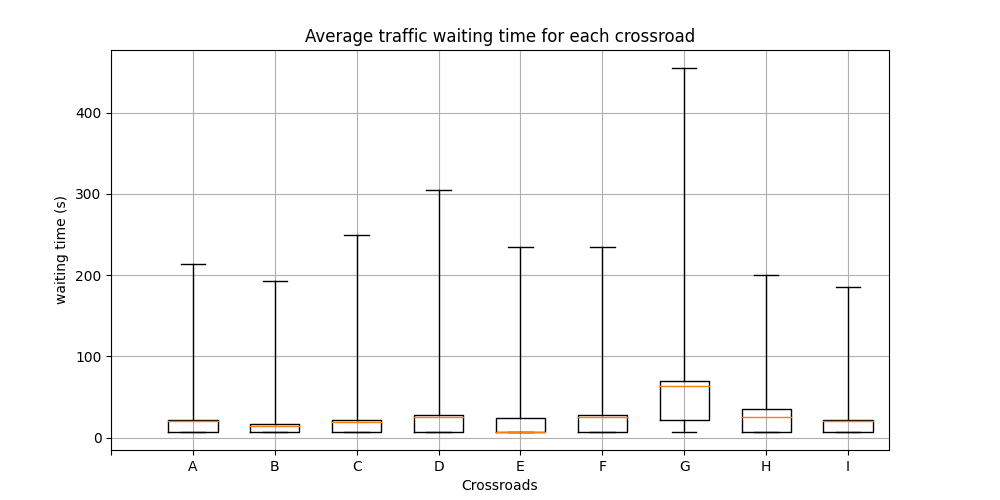 Average traffic waiting time for each crossroad
waiting time (s)
400
300
200
100
0
A B C D E F G H I
Crossroads